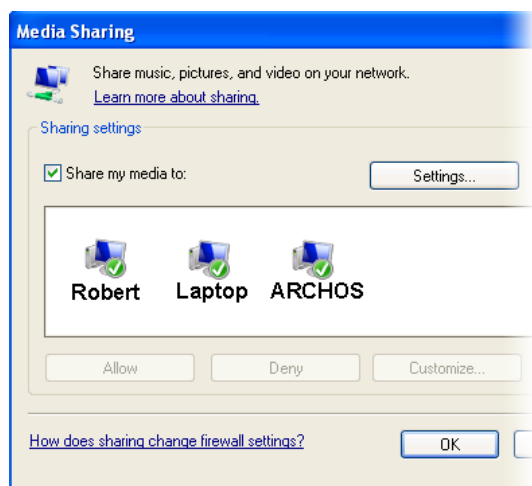 Media Sharing
Share music, pictures, and video on your network.
Learn more about sharing.
Sharing settings
Share my media to:
Settings...
Robert Laptop ARCHOS
Allow Deny Customize...
How does sharing change firewall settings?
OK